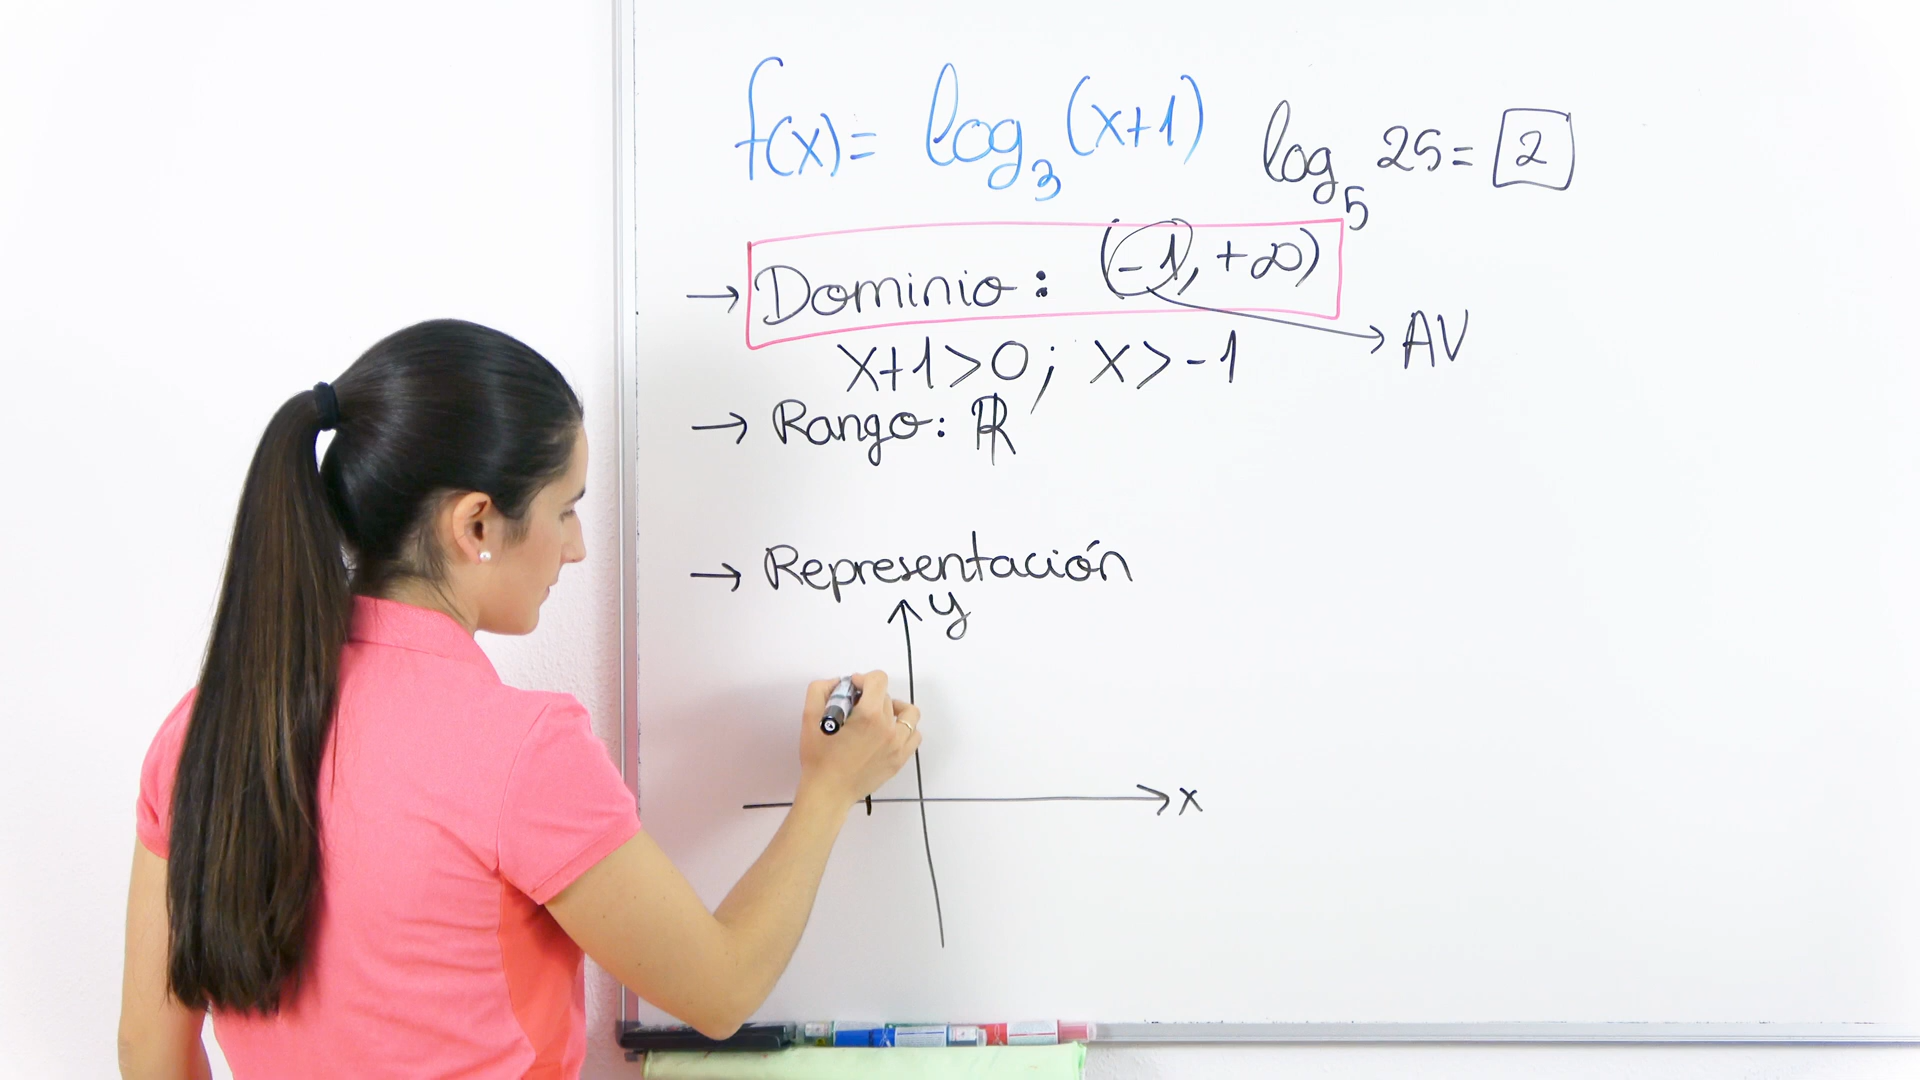 f(x)= log₃(x+1) log₅ 25= 2
→ Dominio: (-1, +∞)
→ AV
x+1>0; x>-1
→ Rango: ℝ
→ Representación
y
x